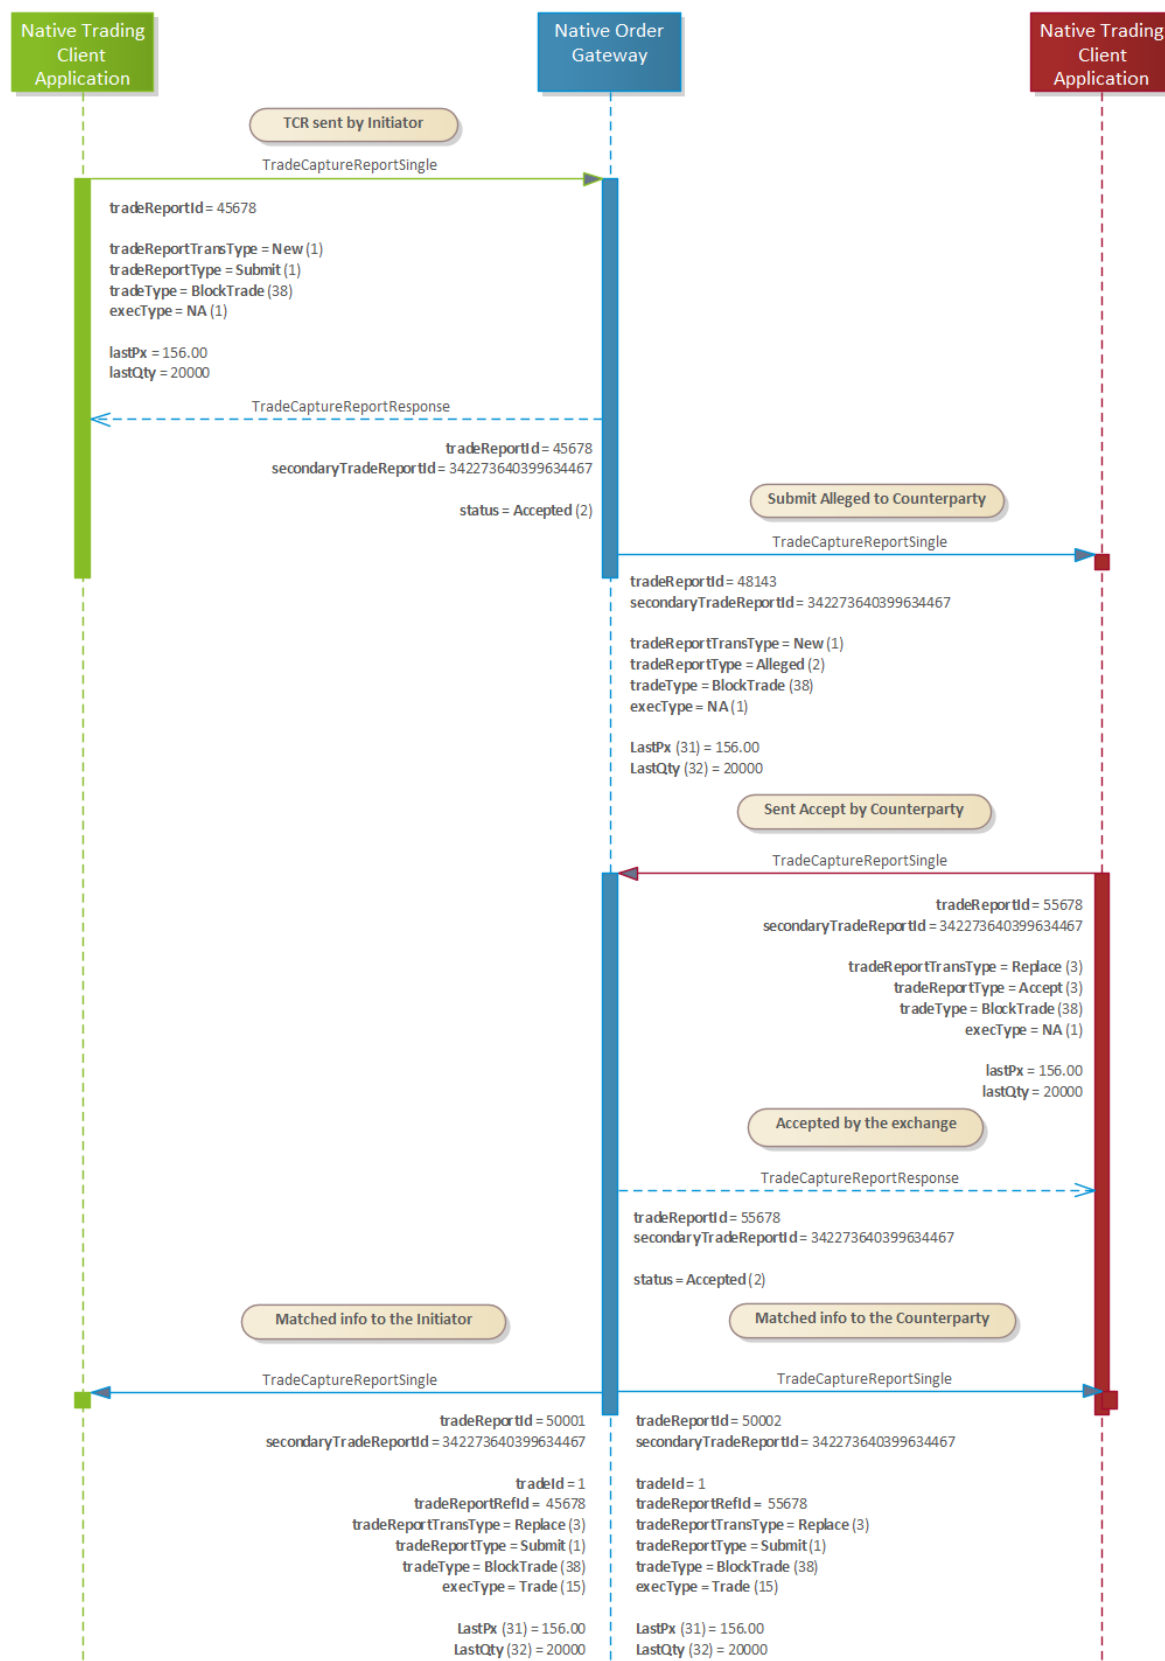 Native Trading
Client
Application
Native Order
Gateway
Native Trading
Client
Application
TCR sent by Initiator
TradeCaptureReportSingle
tradeReportId = 45678
tradeReportTransType = New (1)
tradeReportType = Submit (1)
tradeType = BlockTrade (38)
execType = NA (1)
lastPx = 156.00
lastQty = 20000
TradeCaptureReportResponse
tradeReportId = 45678
secondaryTradeReportId = 342273640399634467
status = Accepted (2)
Submit Alleged to Counterparty
TradeCaptureReportSingle
tradeReportId = 48143
secondaryTradeReportId = 342273640399634467
tradeReportTransType = New (1)
tradeReportType = Alleged (2)
tradeType = BlockTrade (38)
execType = NA (1)
LastPx (31) = 156.00
LastQty (32) = 20000
Sent Accept by Counterparty
TradeCaptureReportSingle
tradeReportId = 55678
secondaryTradeReportId = 342273640399634467
tradeReportTransType = Replace (3)
tradeReportType = Accept (3)
tradeType = BlockTrade (38)
execType = NA (1)
lastPx = 156.00
lastQty = 20000
Accepted by the exchange
TradeCaptureReportResponse
tradeReportId = 55678
secondaryTradeReportId = 342273640399634467
status = Accepted (2)
Matched info to the Initiator
TradeCaptureReportSingle
tradeReportId = 50001
secondaryTradeReportId = 342273640399634467
tradeId = 1
tradeReportRefId = 45678
tradeReportTransType = Replace (3)
tradeReportType = Submit (1)
tradeType = BlockTrade (38)
execType = Trade (15)
LastPx (31) = 156.00
LastQty (32) = 20000
Matched info to the Counterparty
TradeCaptureReportSingle
tradeReportId = 50002
secondaryTradeReportId = 342273640399634467
tradeId = 1
tradeReportRefId = 55678
tradeReportTransType = Replace (3)
tradeReportType = Submit (1)
tradeType = BlockTrade (38)
execType = Trade (15)
LastPx (31) = 156.00
LastQty (32) = 20000